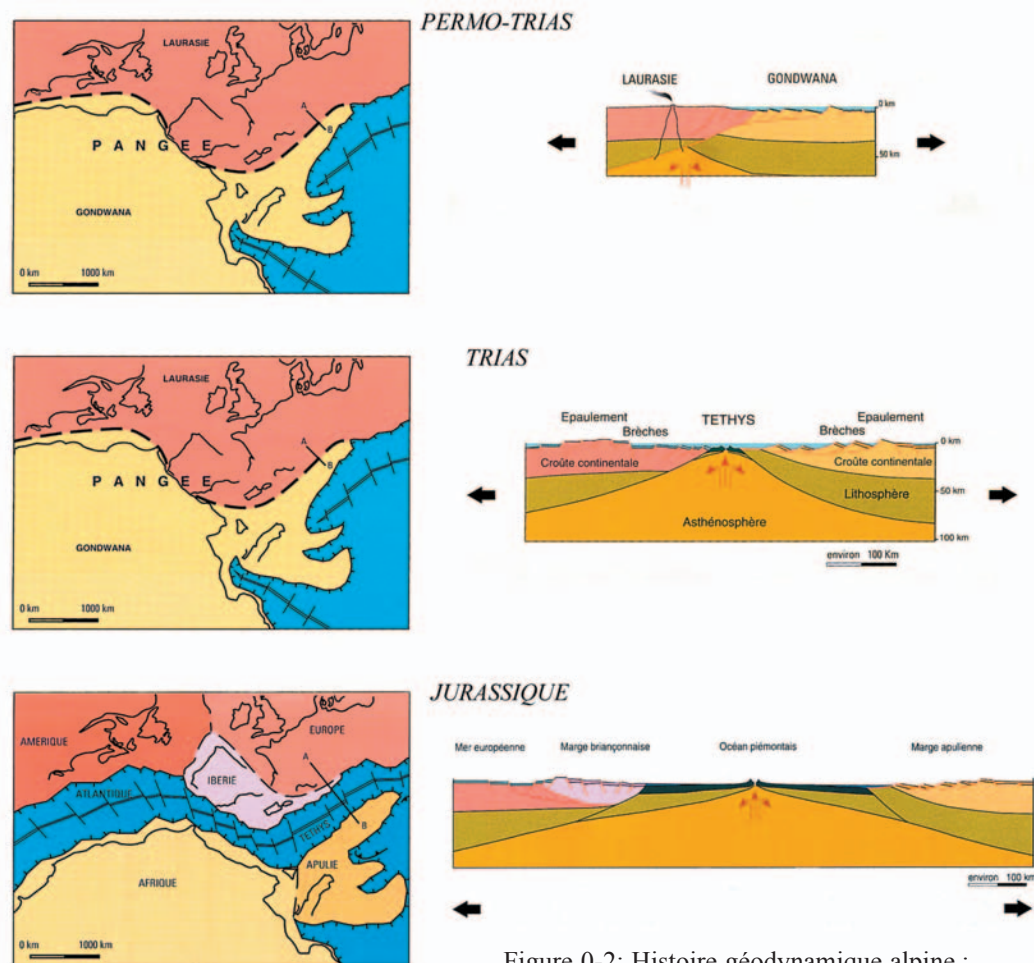 PERMO-TRIAS
LAURASIE
A
B
PANGEE
GONDWANA
0 km 1000 km
LAURASIE GONDWANA
0 km
50 km
TRIAS
LAURASIE
A
B
PANGEE
GONDWANA
0 km 1000 km
Epaulement TETHYS Epaulement
Brèches Brèches
0 km
Croûte continentale Croûte continentale
Lithosphère
50 km
Asthénosphère
100 km
environ 100 Km
JURASSIQUE
AMERIQUE
EUROPE
A
IBERIE
ATLANTIQUE
TETHYS
B
APULIE
AFRIQUE
0 km 1000 km
Mer européenne Marge briançonnaise Océan piémontais Marge apulienne
environ 100 km
Figure 0-2: Histoire géodynamique alpine :